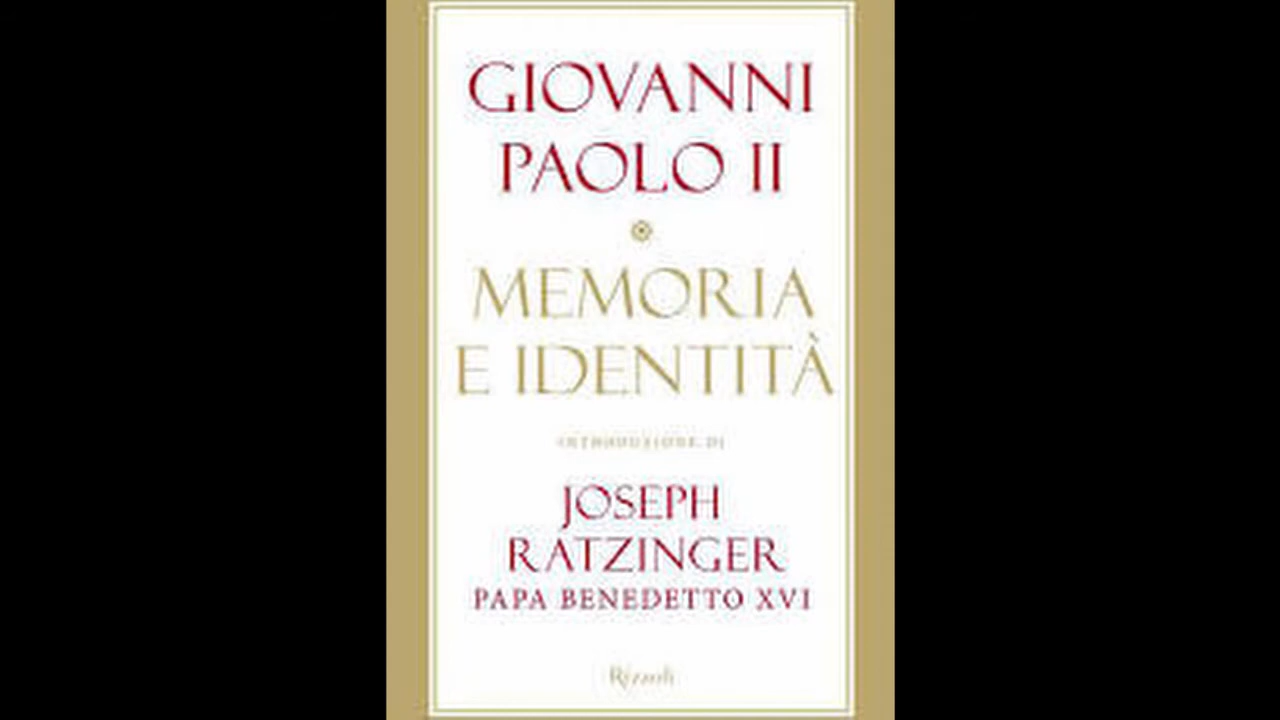 GIOVANNI
PAOLO II
MEMORIA
E IDENTITÀ
INTRODUZIONE DI
JOSEPH
RATZINGER
PAPA BENEDETTO XVI
Rizzoli